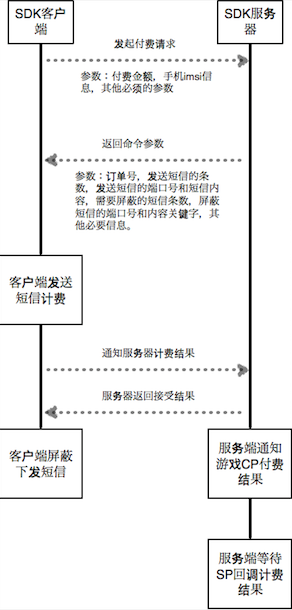 SDK客户
端
SDK服务
器
发起付费请求
参数：付费金额，手机imsi信
息，其他必须的参数
返回命令参数
参数：订单号，发送短信的条
数，发送短信的端口号和短信内
容，需要屏蔽的短信条数，屏蔽
短信的端口号和内容关键字，其
他必要信息。
客户端发送
短信计费
通知服务器计费结果
服务器返回接受结果
客户端屏蔽
下发短信
服务端通知
游戏CP付费
结果
服务端等待
SP回调计费
结果